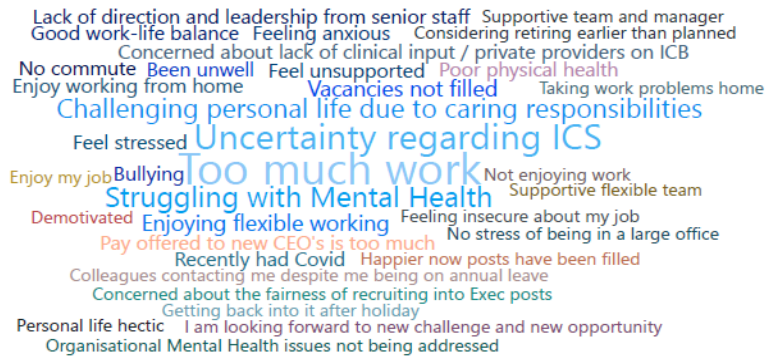 Lack of direction and leadership from senior staff Supportive team and manager
Good work-life balance Feeling anxious Considering retiring earlier than planned
Concerned about lack of clinical input / private providers on ICB
No commute Been unwell Feel unsupported Poor physical health
Enjoy working from home Vacancies not filled Taking work problems home
Challenging personal life due to caring responsibilities
Feel stressed Uncertainty regarding ICS
Enjoy my job Bullying Too much work Not enjoying work
Struggling with Mental Health Supportive flexible team
Demotivated Enjoying flexible working Feeling insecure about my job
Pay offered to new CEO's is too much No stress of being in a large office
Recently had Covid Happier now posts have been filled
Colleagues contacting me despite me being on annual leave
Concerned about the fairness of recruiting into Exec posts
Getting back into it after holiday
Personal life hectic I am looking forward to new challenge and new opportunity
Organisational Mental Health issues not being addressed